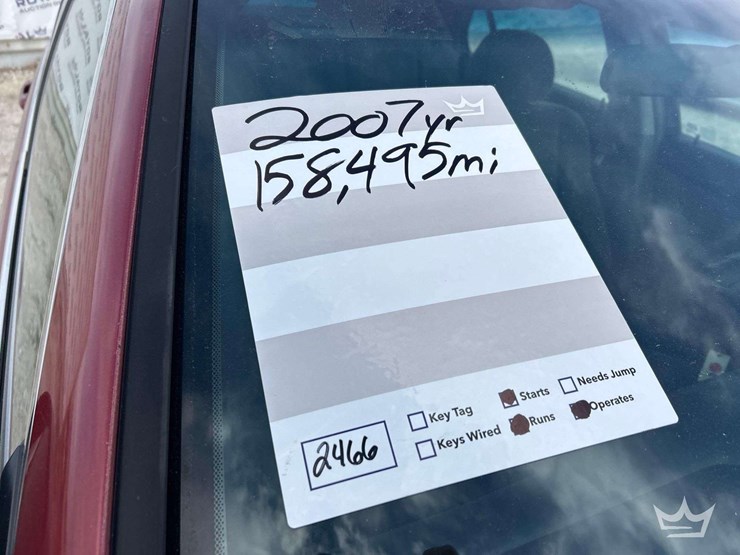 2007yr
158,495mi
Key Tag
Starts
Needs Jump
Keys Wired
Runs
Operates
2466